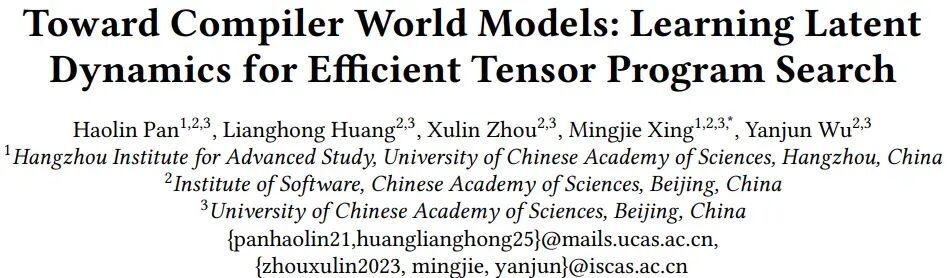 Toward Compiler World Models: Learning Latent
Dynamics for Efficient Tensor Program Search
Haolin Pan1,2,3, Lianghong Huang2,3, Xulin Zhou2,3, Mingjie Xing1,2,3,*, Yanjun Wu2,3
1Hangzhou Institute for Advanced Study, University of Chinese Academy of Sciences, Hangzhou, China
2Institute of Software, Chinese Academy of Sciences, Beijing, China
3University of Chinese Academy of Sciences, Beijing, China
{panhaolin21,huanglianghong25}@mails.ucas.ac.cn,
{zhouxulin2023, mingjie, yanjun}@iscas.ac.cn